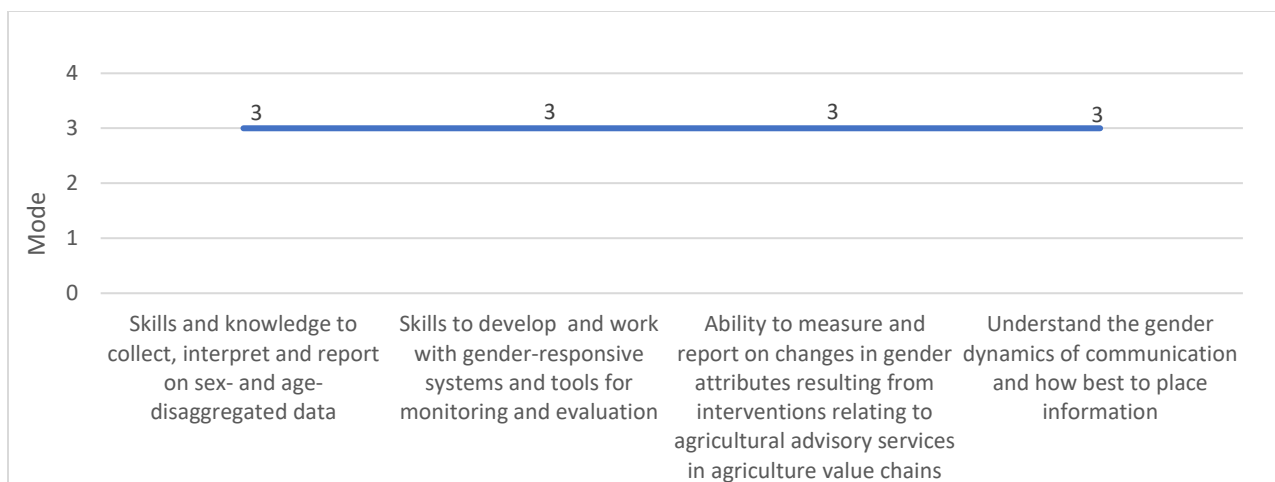 4
3
2
1
0
Mode
3
3
3
3
Skills and knowledge to
collect, interpret and report
on sex- and age-
disaggregated data
Skills to develop  and work
with gender-responsive
systems and tools for
monitoring and evaluation
Ability to measure and
report on changes in gender
attributes resulting from
interventions relating to
agricultural advisory services
in agriculture value chains
Understand the gender
dynamics of communication
and how best to place
information